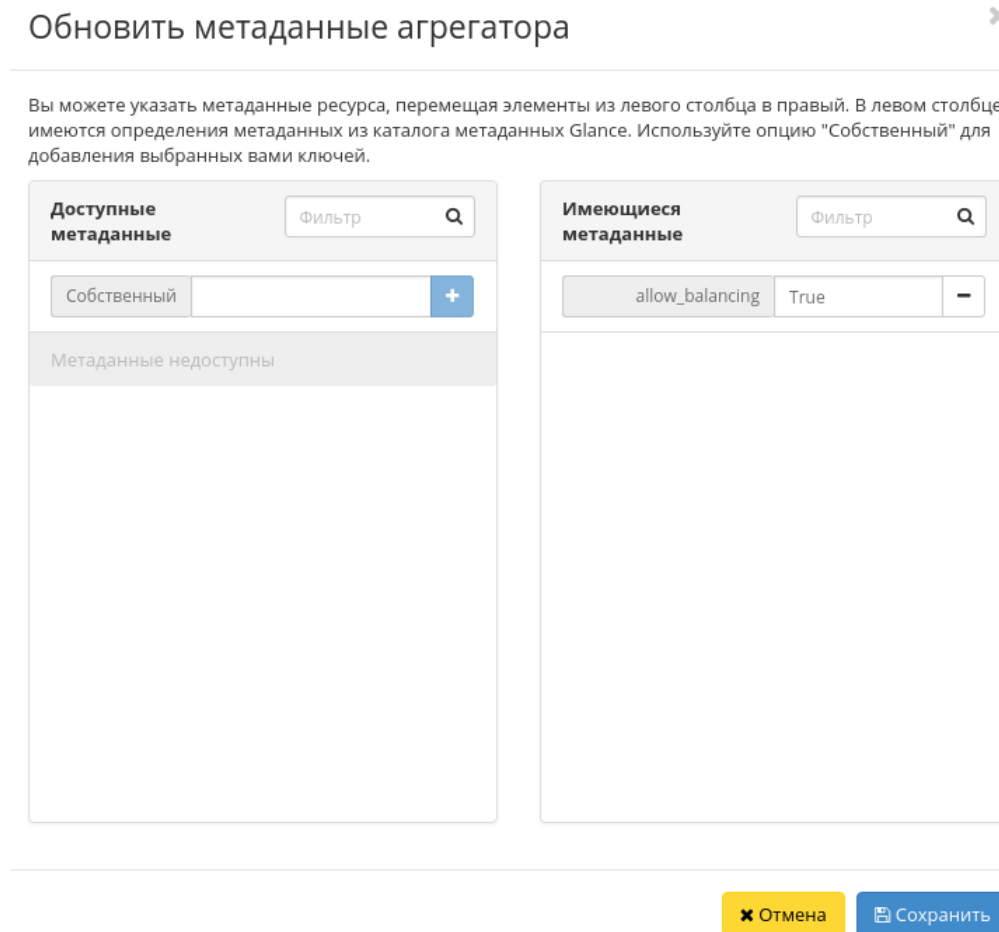 Обновить метаданные агрегатора
Вы можете указать метаданные ресурса, перемещая элементы из левого столбца в правый. В левом столбце
имеются определения метаданных из каталога метаданных Glance. Используйте опцию "Собственный" для
добавления выбранных вами ключей.
Доступные
метаданные
Фильтр
Собственный
Метаданные недоступны
Имеющиеся
метаданные
Фильтр
allow_balancing True
Отмена
Сохранить